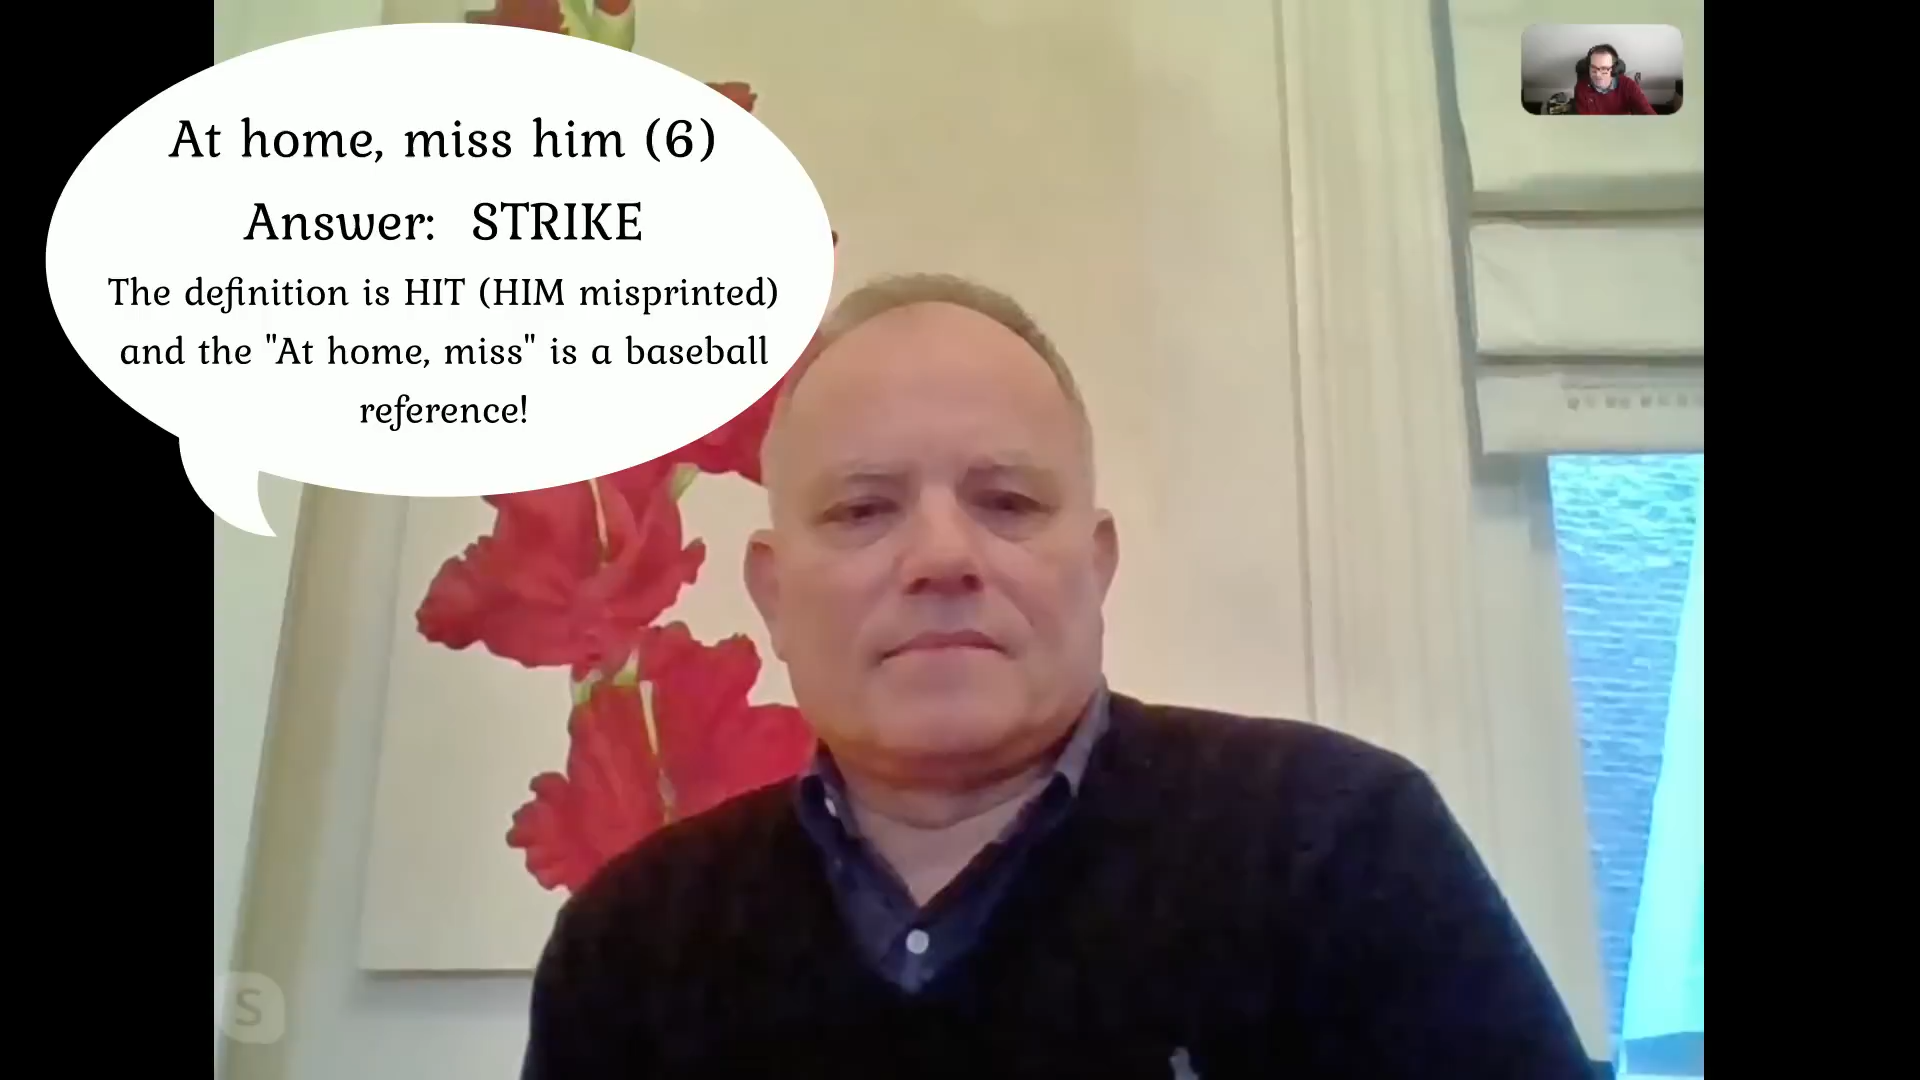 At home, miss him (6)
Answer: STRIKE
The definition is HIT (HIM misprinted)
and the "At home, miss" is a baseball
reference!
S